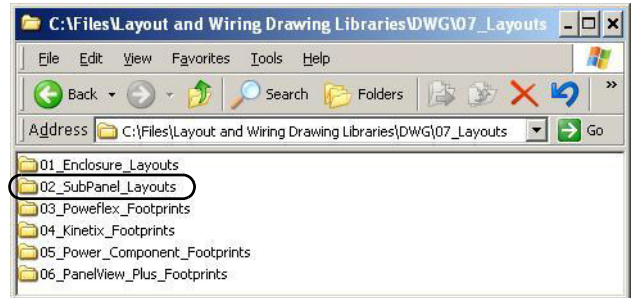 C:\Files\Layout and Wiring Drawing Libraries\DWG\07_Layouts
File Edit View Favorites Tools Help
Back Search Folders »
Address C:\Files\Layout and Wiring Drawing Libraries\DWG\07_Layouts Go
01_Enclosure_Layouts
02_SubPanel_Layouts
03_Poweflex_Footprints
04_Kinetix_Footprints
05_Power_Component_Footprints
06_PanelView_Plus_Footprints